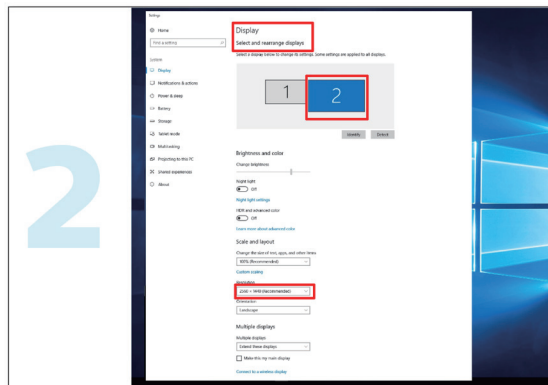 2
Settings
Home
Find a setting
System
Display
Notifications & actions
Power & sleep
Battery
Storage
Tablet mode
Multitasking
Projecting to this PC
Shared experiences
About
Display
Select and rearrange displays
Select a display below to change its settings. Some settings are applied to all displays.
1
2
Identify
Detect
Brightness and color
Change brightness
Night light
Off
Night light settings
HDR and advanced color
Off
Learn more about advanced color
Scale and layout
Change the size of text, apps, and other items
100% (Recommended)
Custom scaling
Resolution
2560 × 1440 (Recommended)
Orientation
Landscape
Multiple displays
Multiple displays
Extend these displays
Make this my main display
Connect to a wireless display